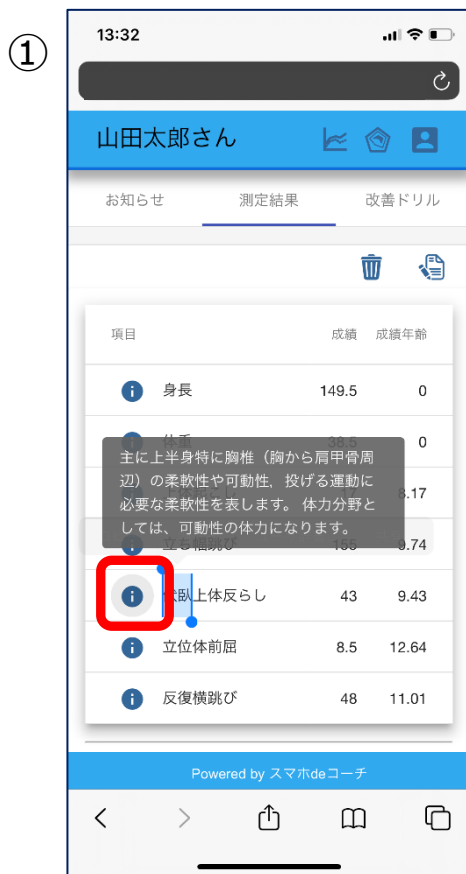 ①
13:32
山田太郎さん
お知らせ 測定結果 改善ドリル
項目 成績 成績年齢
身長 149.5 0
体重 38.5 0
主に上半身特に胸椎（胸から肩甲骨周
辺）の柔軟性や可動性、投げる運動に
必要な柔軟性を表します。 体力分野と
しては、可動性の体力になります。
17 8.17
立ち幅跳び 155 9.74
伏臥上体反らし 43 9.43
立位体前屈 8.5 12.64
反復横跳び 48 11.01
Powered by スマホdeコーチ